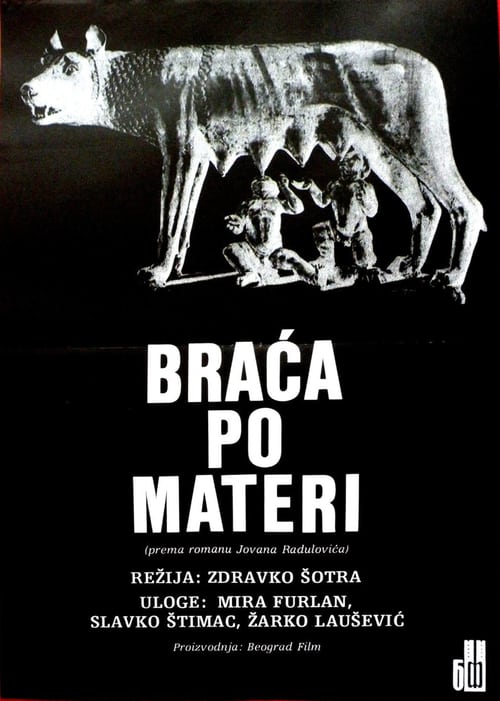 BRAĆA
PO
MATERI
(prema romanu Jovana Radulovića)
REŽIJA: ZDRAVKO ŠOTRA
ULOGE: MIRA FURLAN,
SLAVKO ŠTIMAC, ŽARKO LAUŠEVIĆ
Proizvodnja: Beograd Film
бф